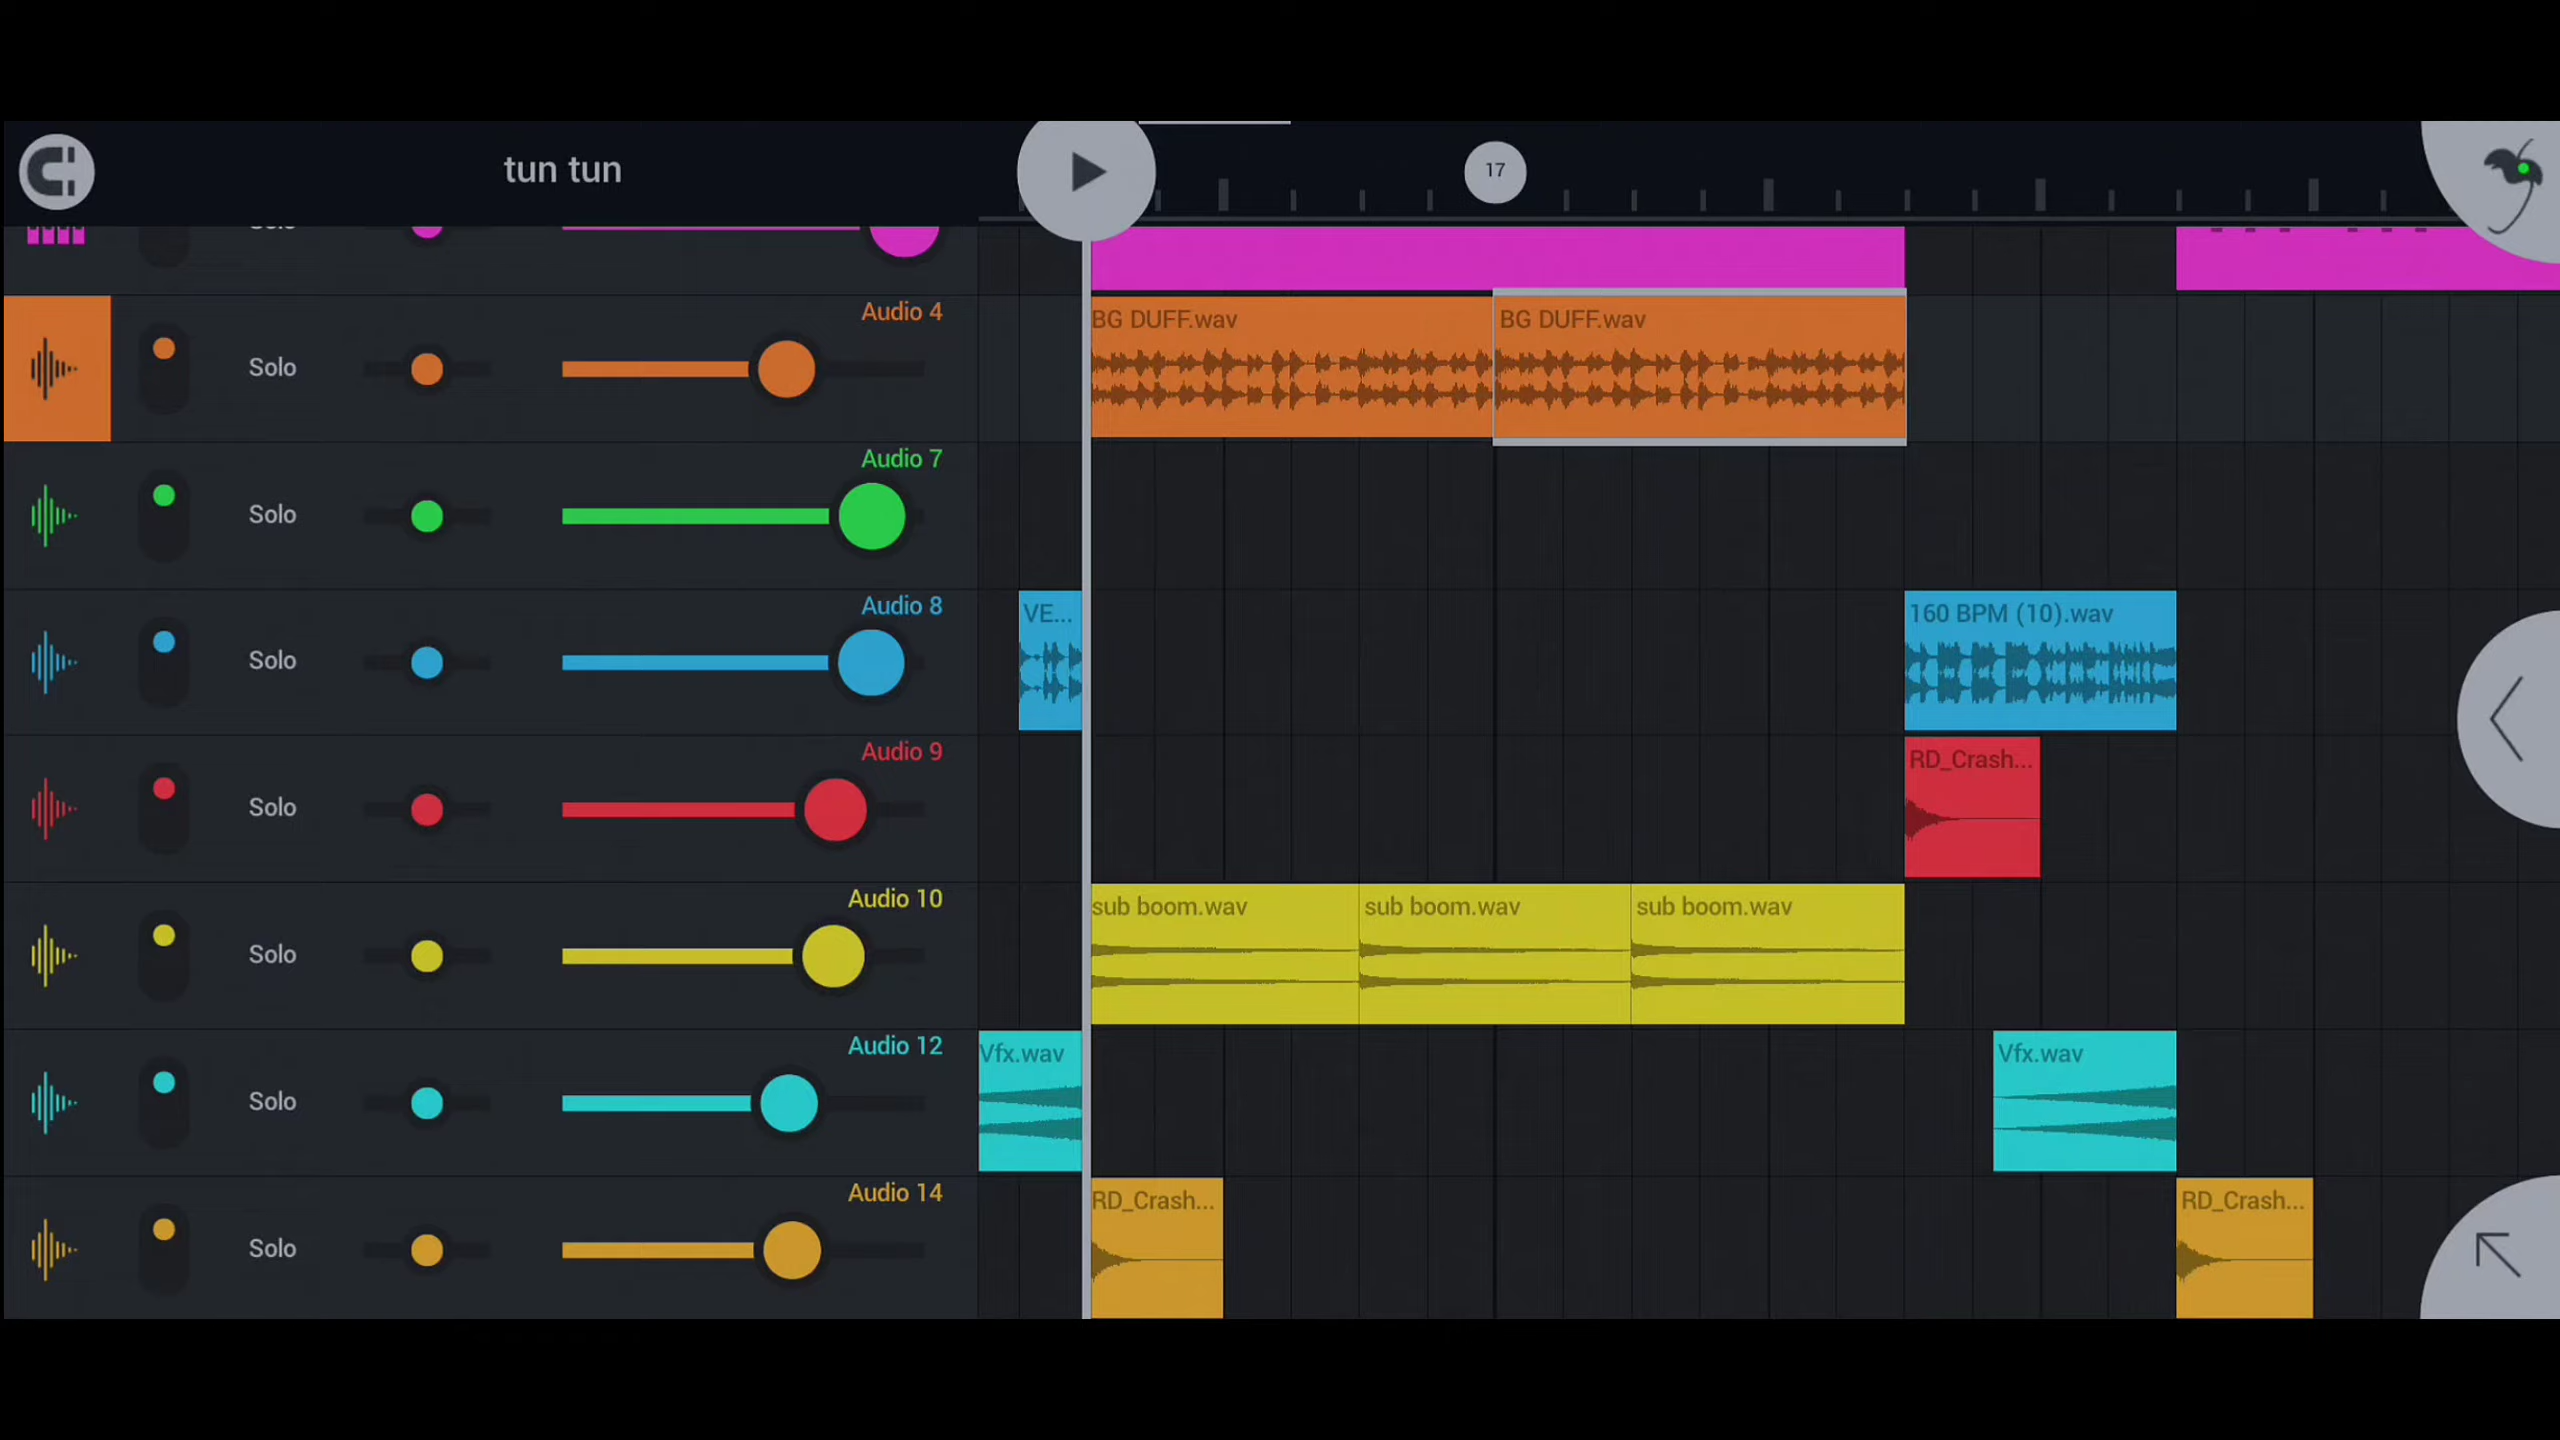 tun tun
17
Solo
Audio 4
Solo
BG DUFF.wav
BG DUFF.wav
Audio 7
Solo
Audio 8
Solo
VE...
160 BPM (10).wav
Audio 9
Solo
RD_Crash...
Audio 10
Solo
sub boom.wav
sub boom.wav
sub boom.wav
Audio 12
Solo
Vfx.wav
Vfx.wav
Audio 14
Solo
RD_Crash...
RD_Crash...